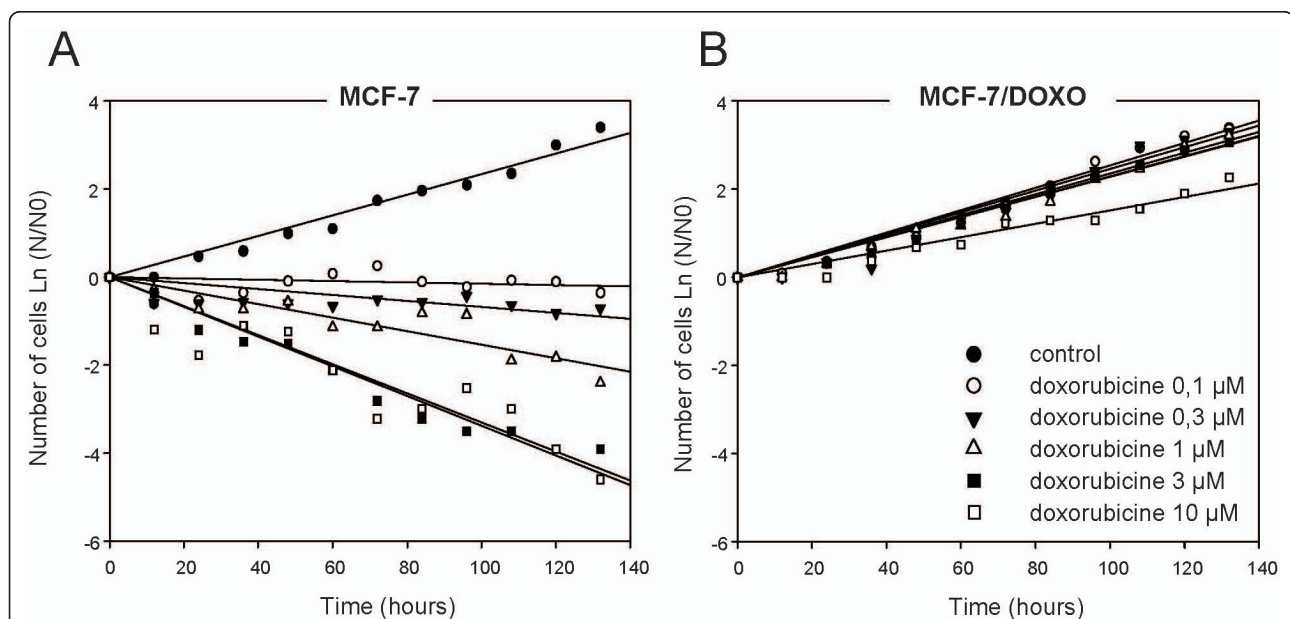 A
MCF-7
Number of cells Ln (N/N0)
4
2
0
-2
-4
-6
0 20 40 60 80 100 120 140
Time (hours)
B
MCF-7/DOXO
Number of cells Ln (N/N0)
4
2
0
-2
-4
-6
control
doxorubicine 0,1 µM
doxorubicine 0,3 µM
doxorubicine 1 µM
doxorubicine 3 µM
doxorubicine 10 µM
0 20 40 60 80 100 120 140
Time (hours)